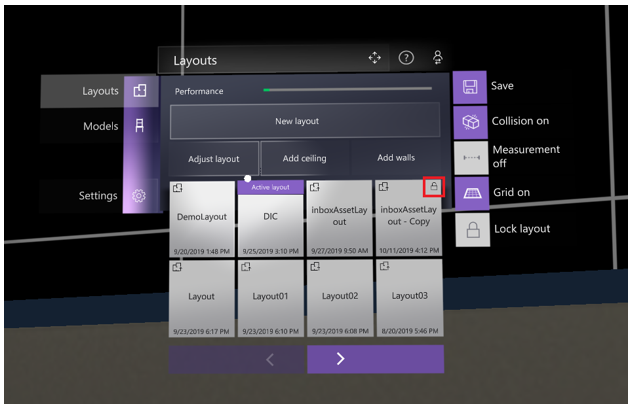 Layouts
?
Layouts
Models
Settings
Performance
New layout
Adjust layout
Add ceiling
Add walls
DemoLayout
9/20/2019 1:48 PM
Active layout
DIC
9/25/2019 3:10 PM
inboxAssetLay
out
9/27/2019 9:50 AM
inboxAssetLay
out - Copy
10/11/2019 4:12 PM
Layout
9/23/2019 6:17 PM
Layout01
9/23/2019 6:10 PM
Layout02
9/23/2019 6:08 PM
Layout03
8/20/2019 5:46 PM
Save
Collision on
Measurement
off
Grid on
Lock layout